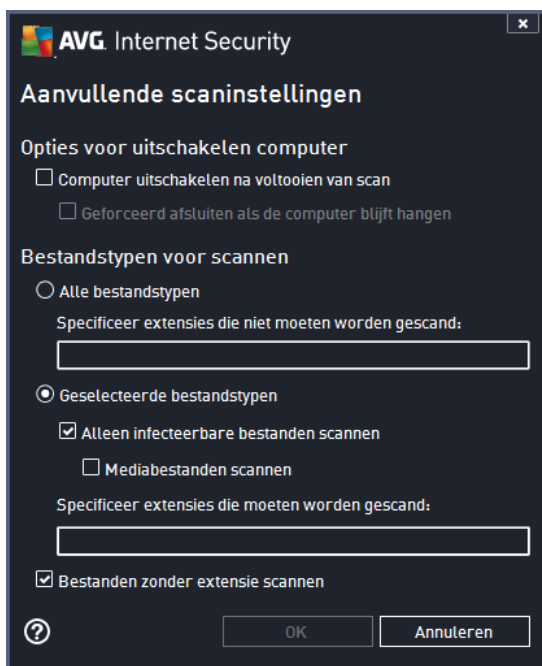 AVG. Internet Security
Aanvullende scaninstellingen
Opties voor uitschakelen computer
Computer uitschakelen na voltooien van scan
Geforceerd afsluiten als de computer blijft hangen
Bestandstypen voor scannen
Alle bestandstypen
Specificeer extensies die niet moeten worden gescand:
Geselecteerde bestandstypen
Alleen infecteerbare bestanden scannen
Mediabestanden scannen
Specificeer extensies die moeten worden gescand:
Bestanden zonder extensie scannen
OK
Annuleren